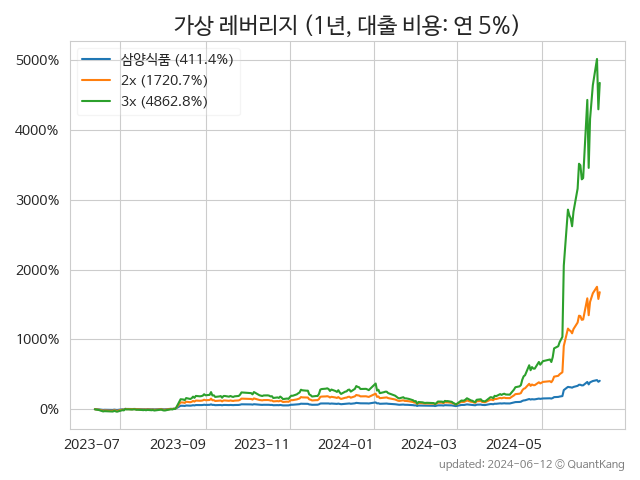 가상 레버리지 (1년, 대출 비용: 연 5%)
삼양식품 (411.4%)
2x (1720.7%)
3x (4862.8%)
5000%
4000%
3000%
2000%
1000%
0%
2023-07 2023-09 2023-11 2024-01 2024-03 2024-05
updated: 2024-06-12 © QuantKang